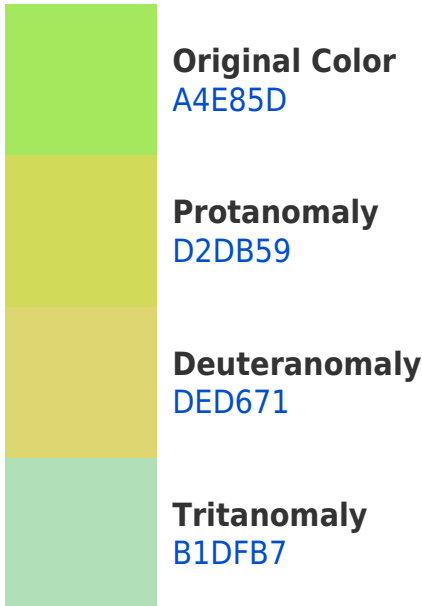 Original Color
A4E85D
Protanomaly
D2DB59
Deuteranomaly
DED671
Tritanomaly
B1DFB7